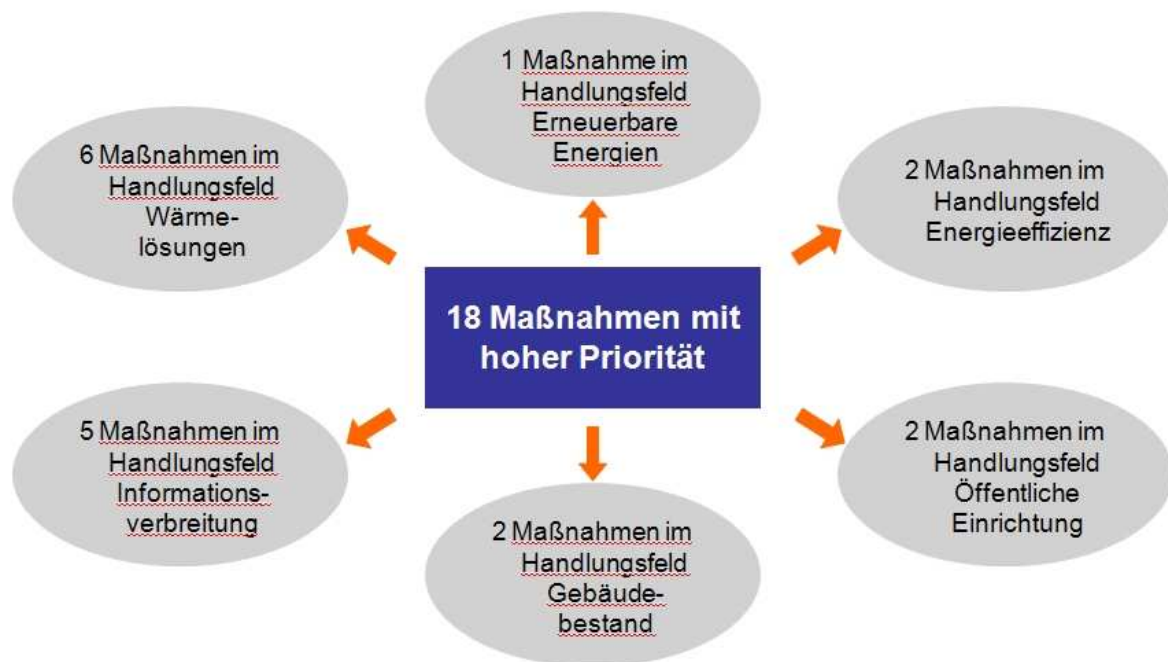 1 Maßnahme im
Handlungsfeld
Erneuerbare
Energien
6 Maßnahmen im
Handlungsfeld
Wärme-
lösungen
2 Maßnahmen im
Handlungsfeld
Energieeffizienz
18 Maßnahmen mit
hoher Priorität
5 Maßnahmen im
Handlungsfeld
Informations-
verbreitung
2 Maßnahmen im
Handlungsfeld
Gebäude-
bestand
2 Maßnahmen im
Handlungsfeld
Öffentliche
Einrichtung